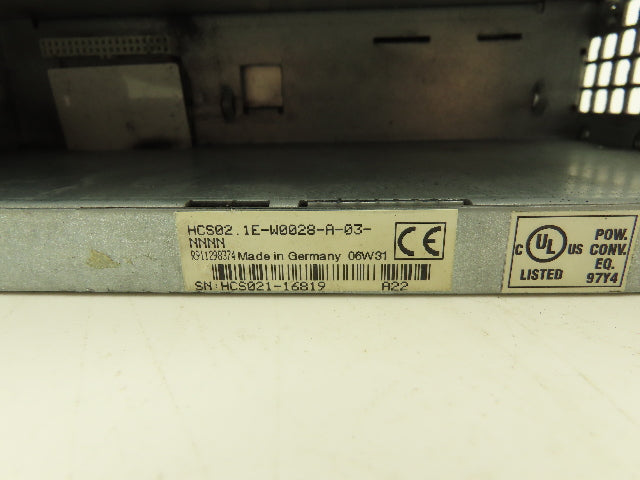 HCS02.1E-W0028-A-03-
NNNN
R911298374 Made in Germany 06W31
CE
SN:HCS021-16819 A22
C UL US
LISTED
POW.
CONV.
EQ.
97Y4